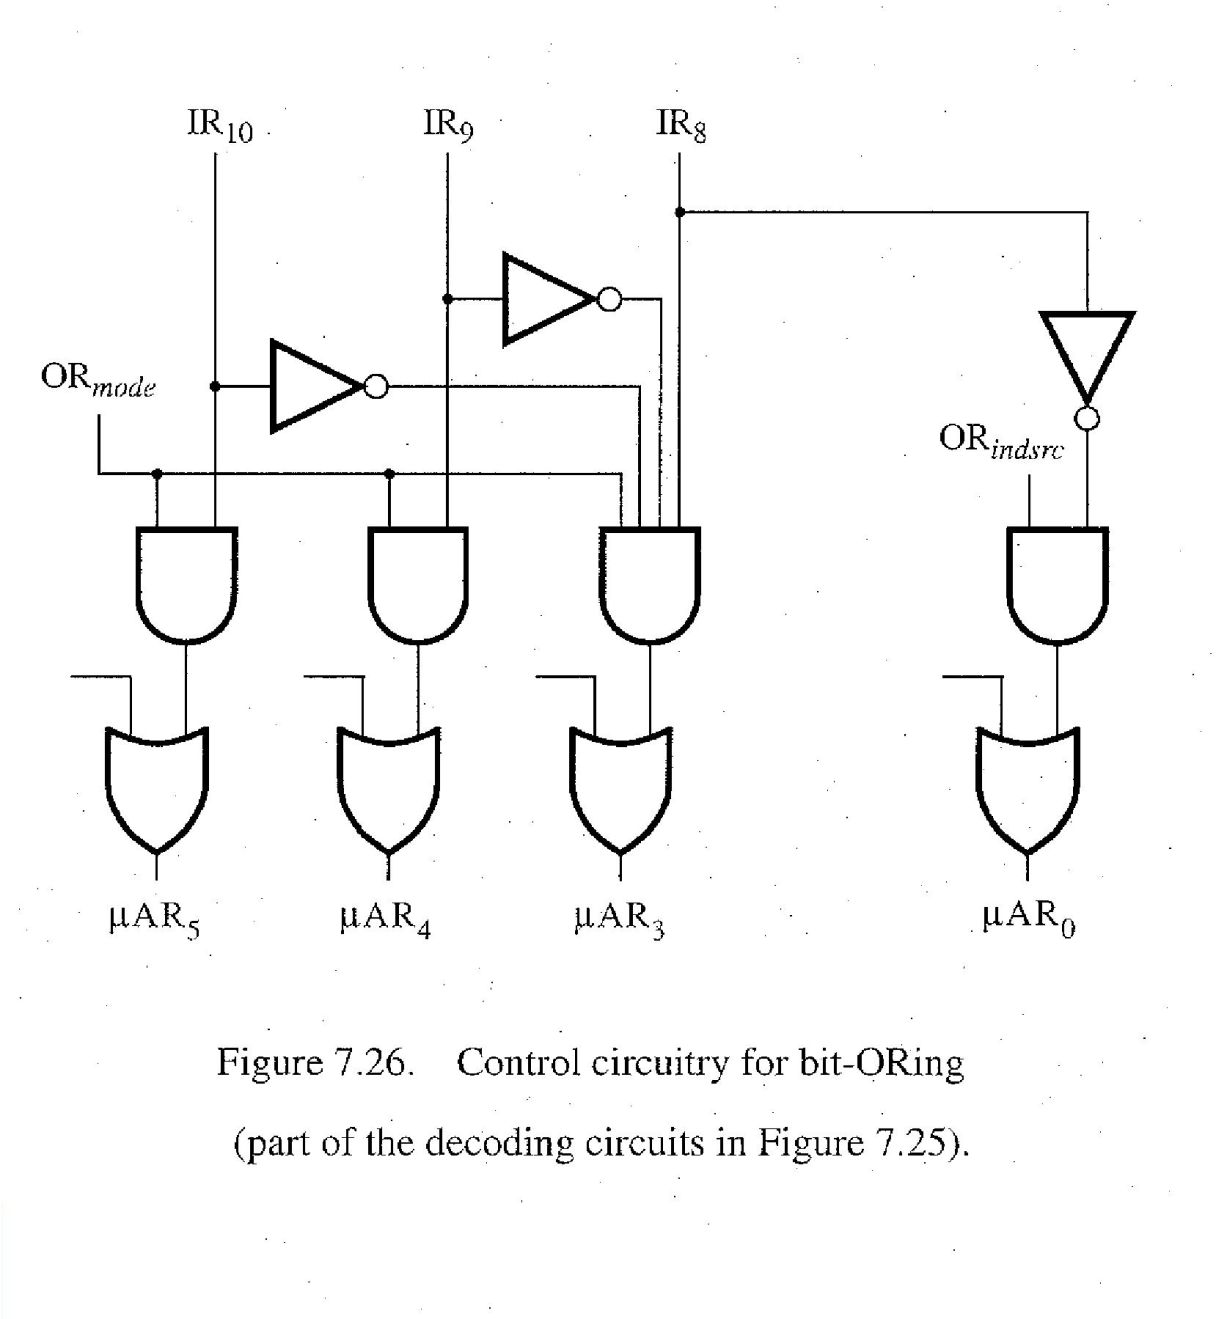 IR10
IR9
IR8
ORmode
ORindsrc
μAR5
μAR4
μAR3
μAR0
Figure 7.26. Control circuitry for bit-ORing
(part of the decoding circuits in Figure 7.25).